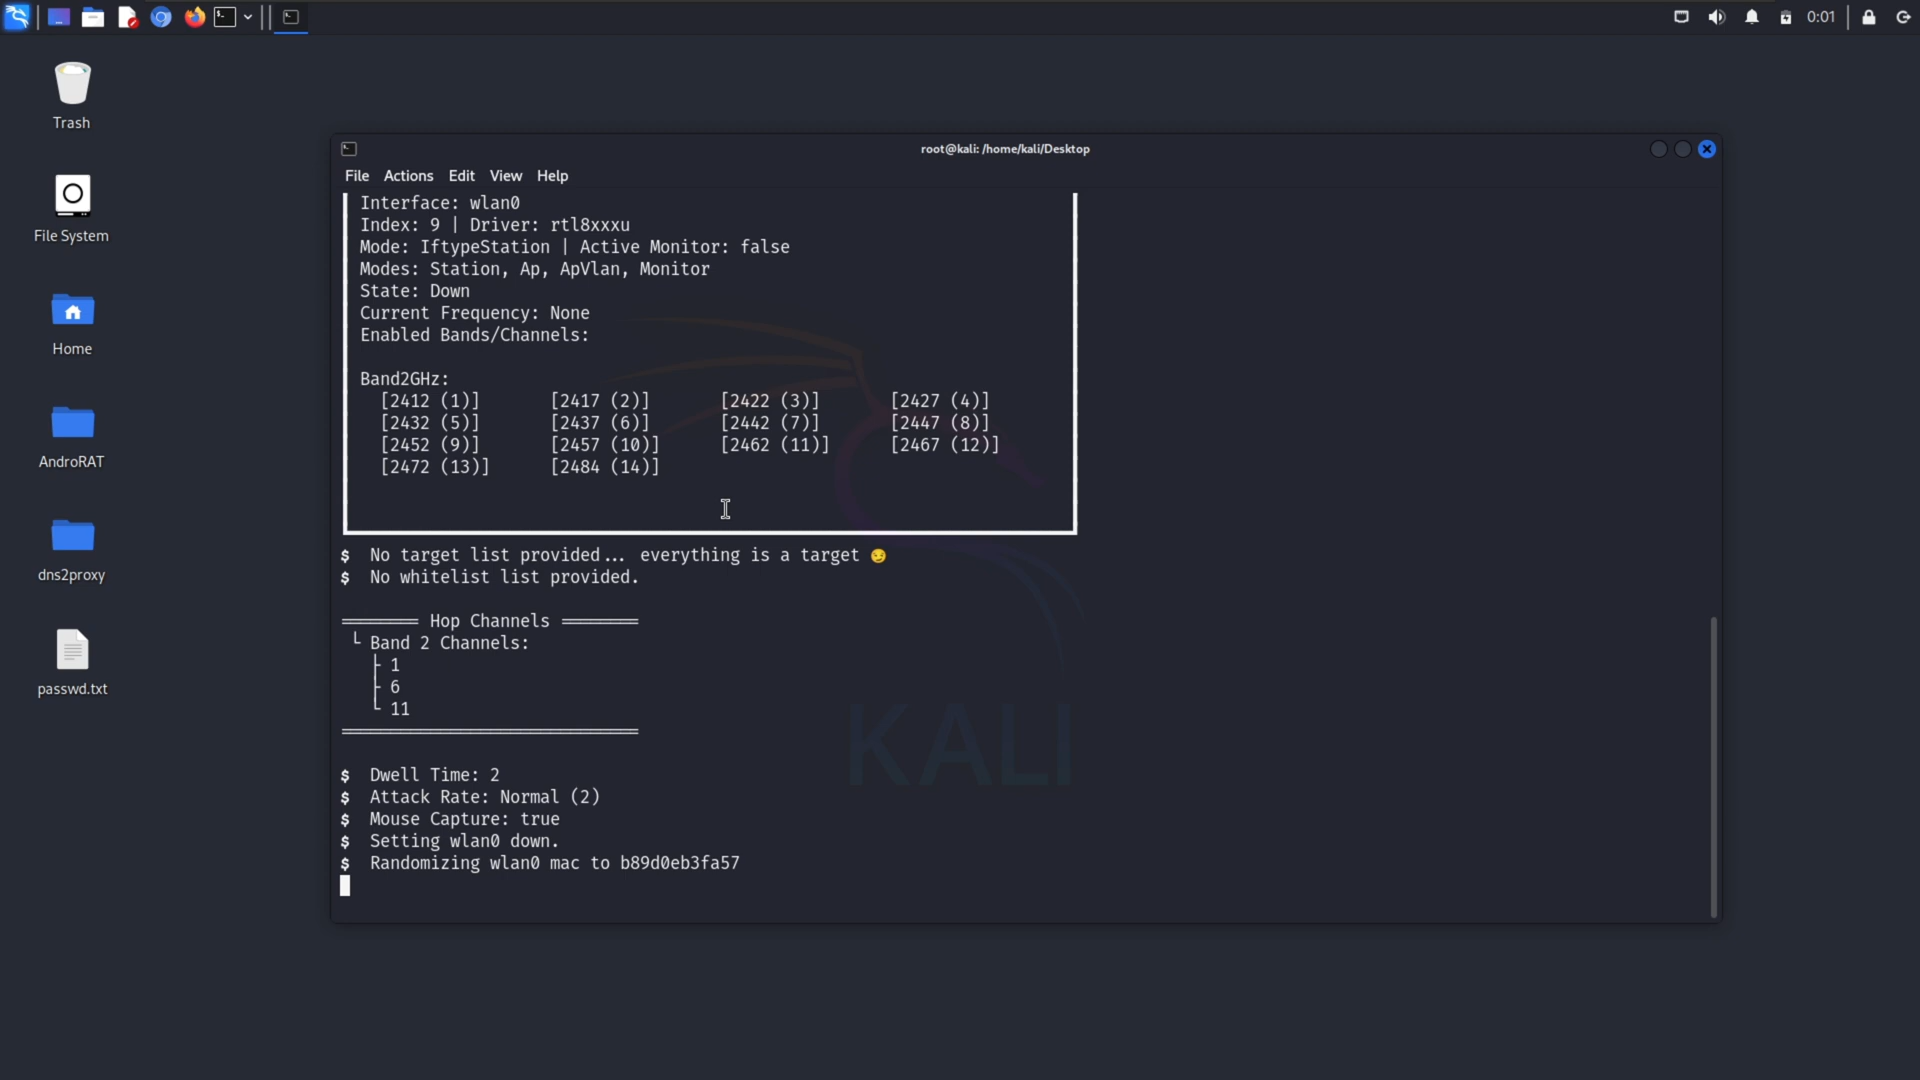 0:01
Trash
File System
Home
AndroRAT
dns2proxy
passwd.txt
root@kali: /home/kali/Desktop
File Actions Edit View Help
Interface: wlan0
Index: 9 | Driver: rtl8xxxu
Mode: IftypeStation | Active Monitor: false
Modes: Station, Ap, ApVlan, Monitor
State: Down
Current Frequency: None
Enabled Bands/Channels:
Band2GHz:
[2412 (1)] [2417 (2)] [2422 (3)] [2427 (4)]
[2432 (5)] [2437 (6)] [2442 (7)] [2447 (8)]
[2452 (9)] [2457 (10)] [2462 (11)] [2467 (12)]
[2472 (13)] [2484 (14)]
$ No target list provided... everything is a target 😏
$ No whitelist list provided.
════════ Hop Channels ════════
└ Band 2 Channels:
├ 1
├ 6
└ 11
$ Dwell Time: 2
$ Attack Rate: Normal (2)
$ Mouse Capture: true
$ Setting wlan0 down.
$ Randomizing wlan0 mac to b89d0eb3fa57
KALI